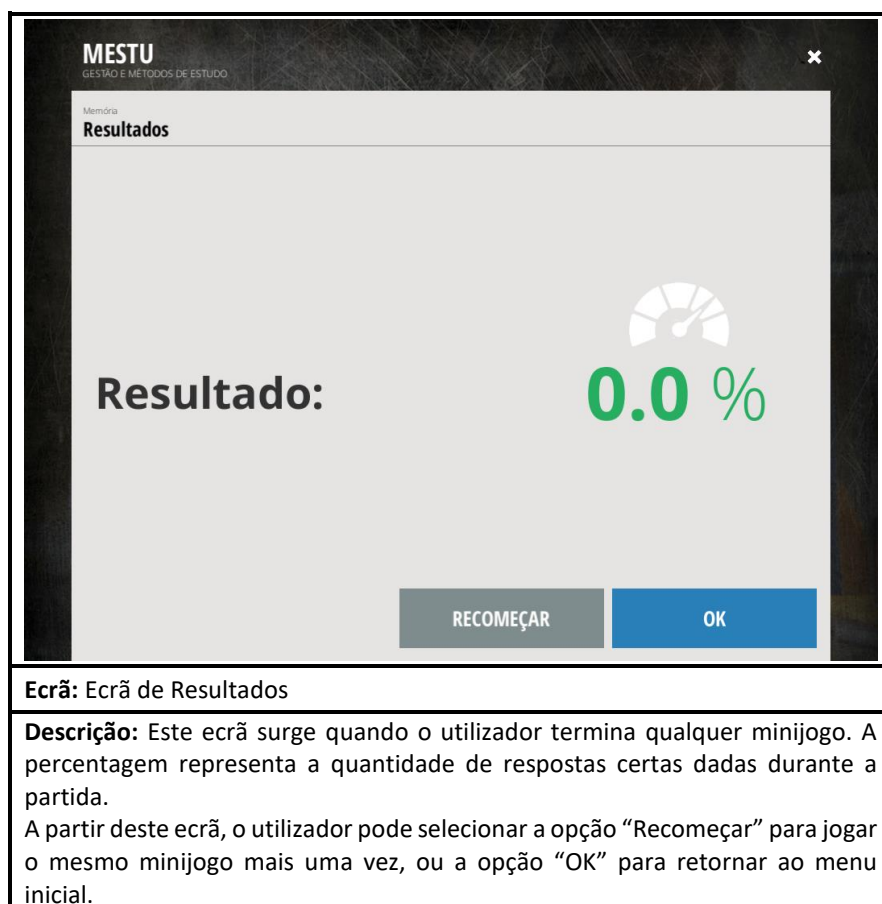 MESTU
GESTÃO E MÉTODOS DE ESTUDO
Memória
Resultados
Resultado:
0.0 %
RECOMEÇAR
OK
Ecrã: Ecrã de Resultados
Descrição: Este ecrã surge quando o utilizador termina qualquer minijogo. A
percentagem representa a quantidade de respostas certas dadas durante a
partida.
A partir deste ecrã, o utilizador pode selecionar a opção “Recomeçar” para jogar
o mesmo minijogo mais uma vez, ou a opção “OK” para retornar ao menu
inicial.